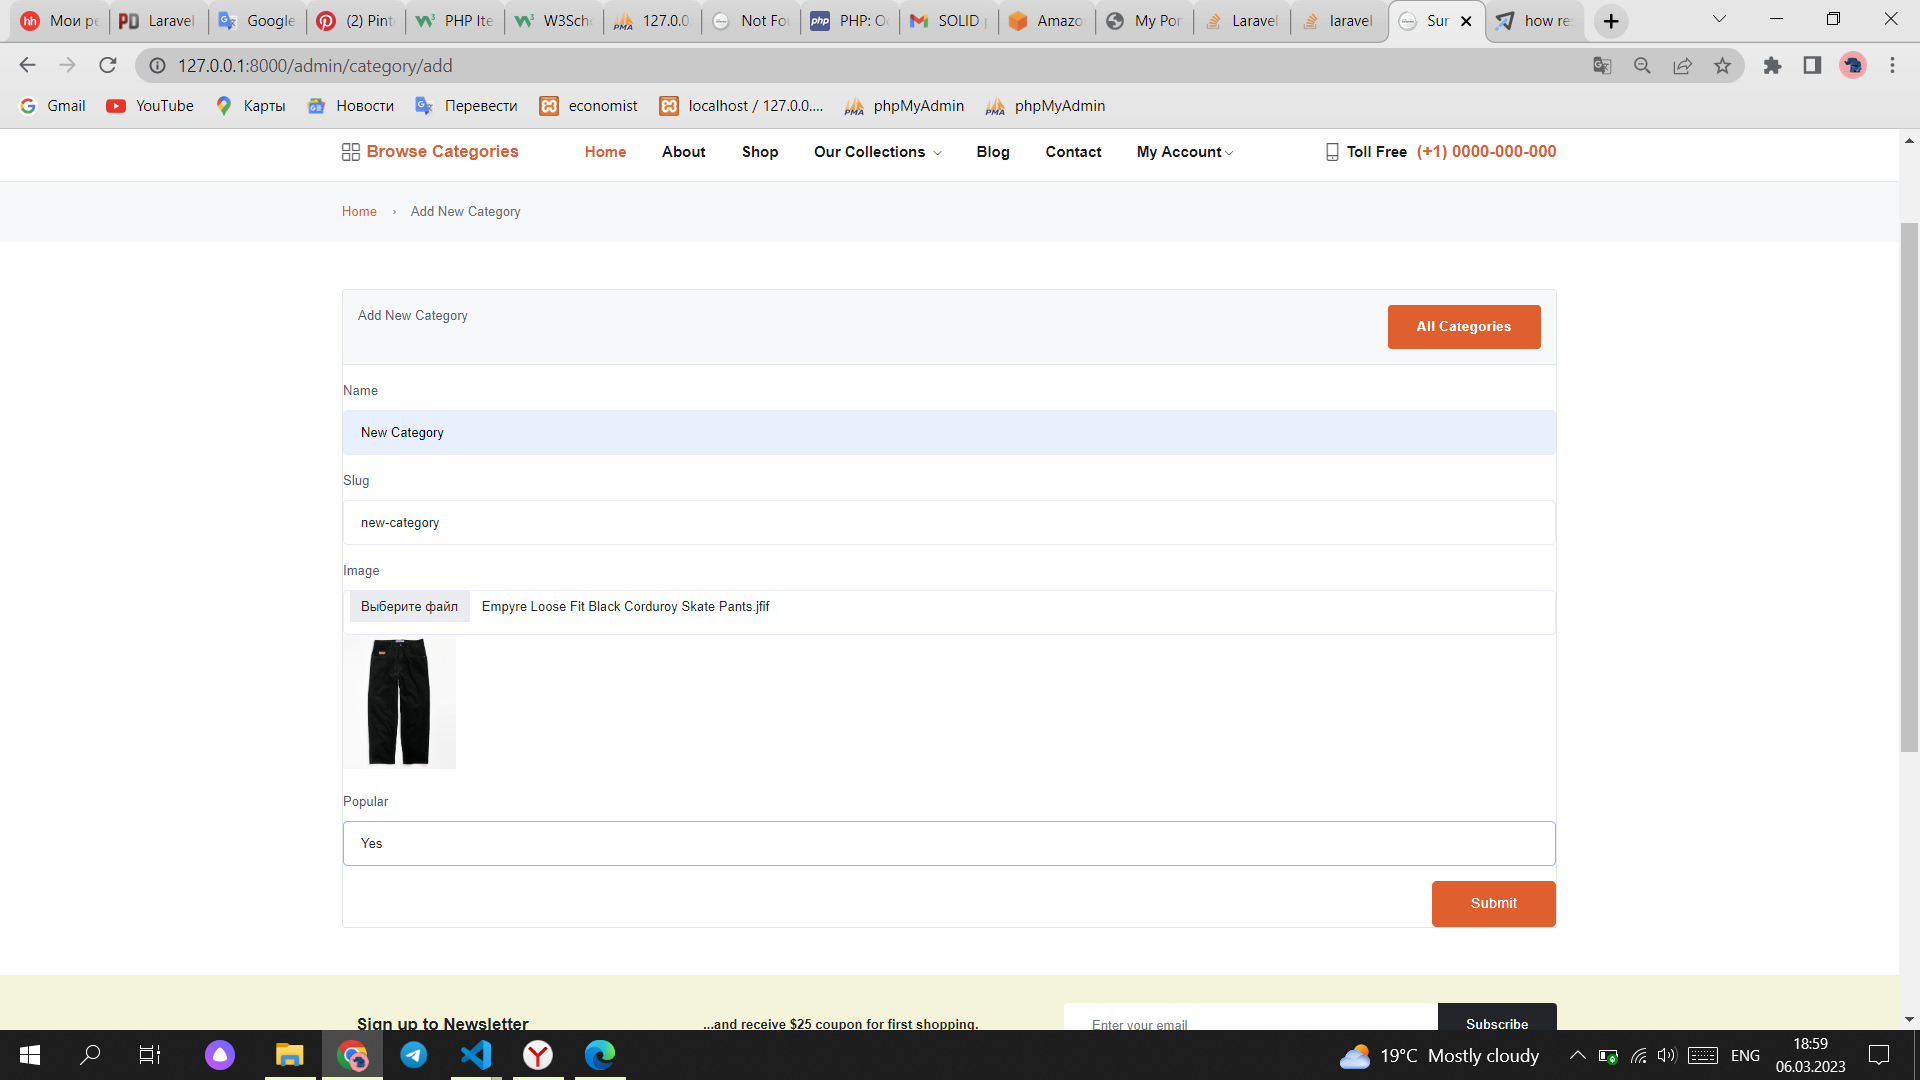 Мои ре
Laravel
Google
(2) Pint
PHP Ite
W3Sch
127.0.0
Not Fou
PHP: O
SOLID p
Amazo
My Por
Laravel
laravel
Sur
how re
127.0.0.1:8000/admin/category/add
Gmail
YouTube
Карты
Новости
Перевести
economist
localhost / 127.0.0....
phpMyAdmin
phpMyAdmin
Browse Categories
Home
About
Shop
Our Collections
Blog
Contact
My Account
Toll Free (+1) 0000-000-000
Home › Add New Category
Add New Category
All Categories
Name
New Category
Slug
new-category
Image
Выберите файл Empyre Loose Fit Black Corduroy Skate Pants.jfif
Popular
Yes
Submit
Sign up to Newsletter
...and receive $25 coupon for first shopping.
Enter your email
Subscribe
19°C Mostly cloudy
ENG
18:59
06.03.2023